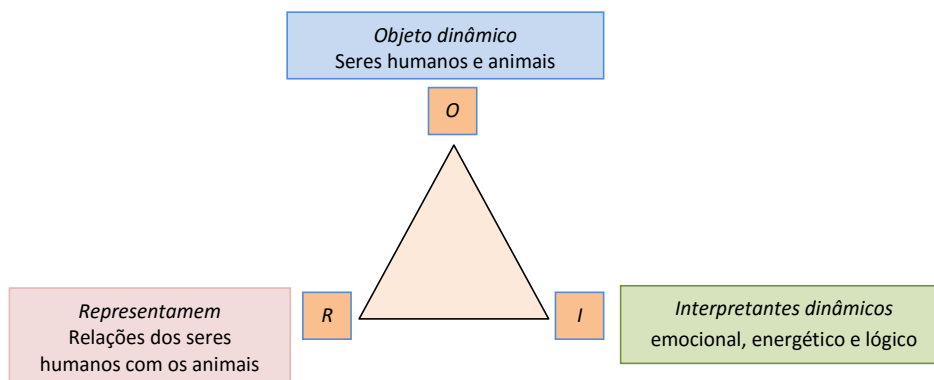 Objeto dinâmico
Seres humanos e animais
O
R
I
Representamem
Relações dos seres
humanos com os animais
Interpretantes dinâmicos
emocional, energético e lógico